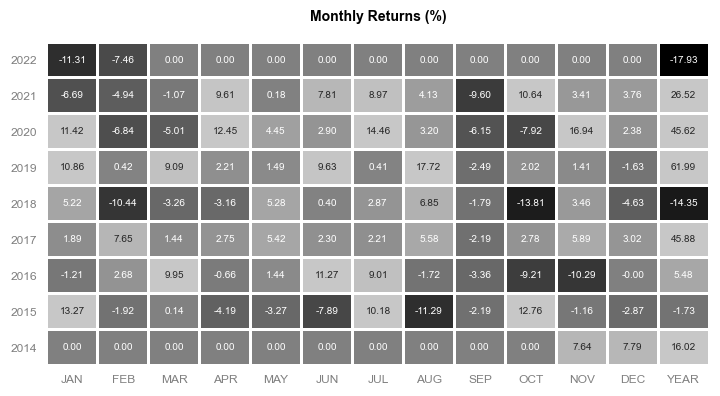 Monthly Returns (%)
2022 -11.31 -7.46 0.00 0.00 0.00 0.00 0.00 0.00 0.00 0.00 0.00 0.00 -17.93
2021 -6.69 -4.94 -1.07 9.61 0.18 7.81 8.97 4.13 -9.60 10.64 3.41 3.76 26.52
2020 11.42 -6.84 -5.01 12.45 4.45 2.90 14.46 3.20 -6.15 -7.92 16.94 2.38 45.62
2019 10.86 0.42 9.09 2.21 1.49 9.63 0.41 17.72 -2.49 2.02 1.41 -1.63 61.99
2018 5.22 -10.44 -3.26 -3.16 5.28 0.40 2.87 6.85 -1.79 -13.81 3.46 -4.63 -14.35
2017 1.89 7.65 1.44 2.75 5.42 2.30 2.21 5.58 -2.19 2.78 5.89 3.02 45.88
2016 -1.21 2.68 9.95 -0.66 1.44 11.27 9.01 -1.72 -3.36 -9.21 -10.29 -0.00 5.48
2015 13.27 -1.92 0.14 -4.19 -3.27 -7.89 10.18 -11.29 -2.19 12.76 -1.16 -2.87 -1.73
2014 0.00 0.00 0.00 0.00 0.00 0.00 0.00 0.00 0.00 0.00 7.64 7.79 16.02
JAN FEB MAR APR MAY JUN JUL AUG SEP OCT NOV DEC YEAR